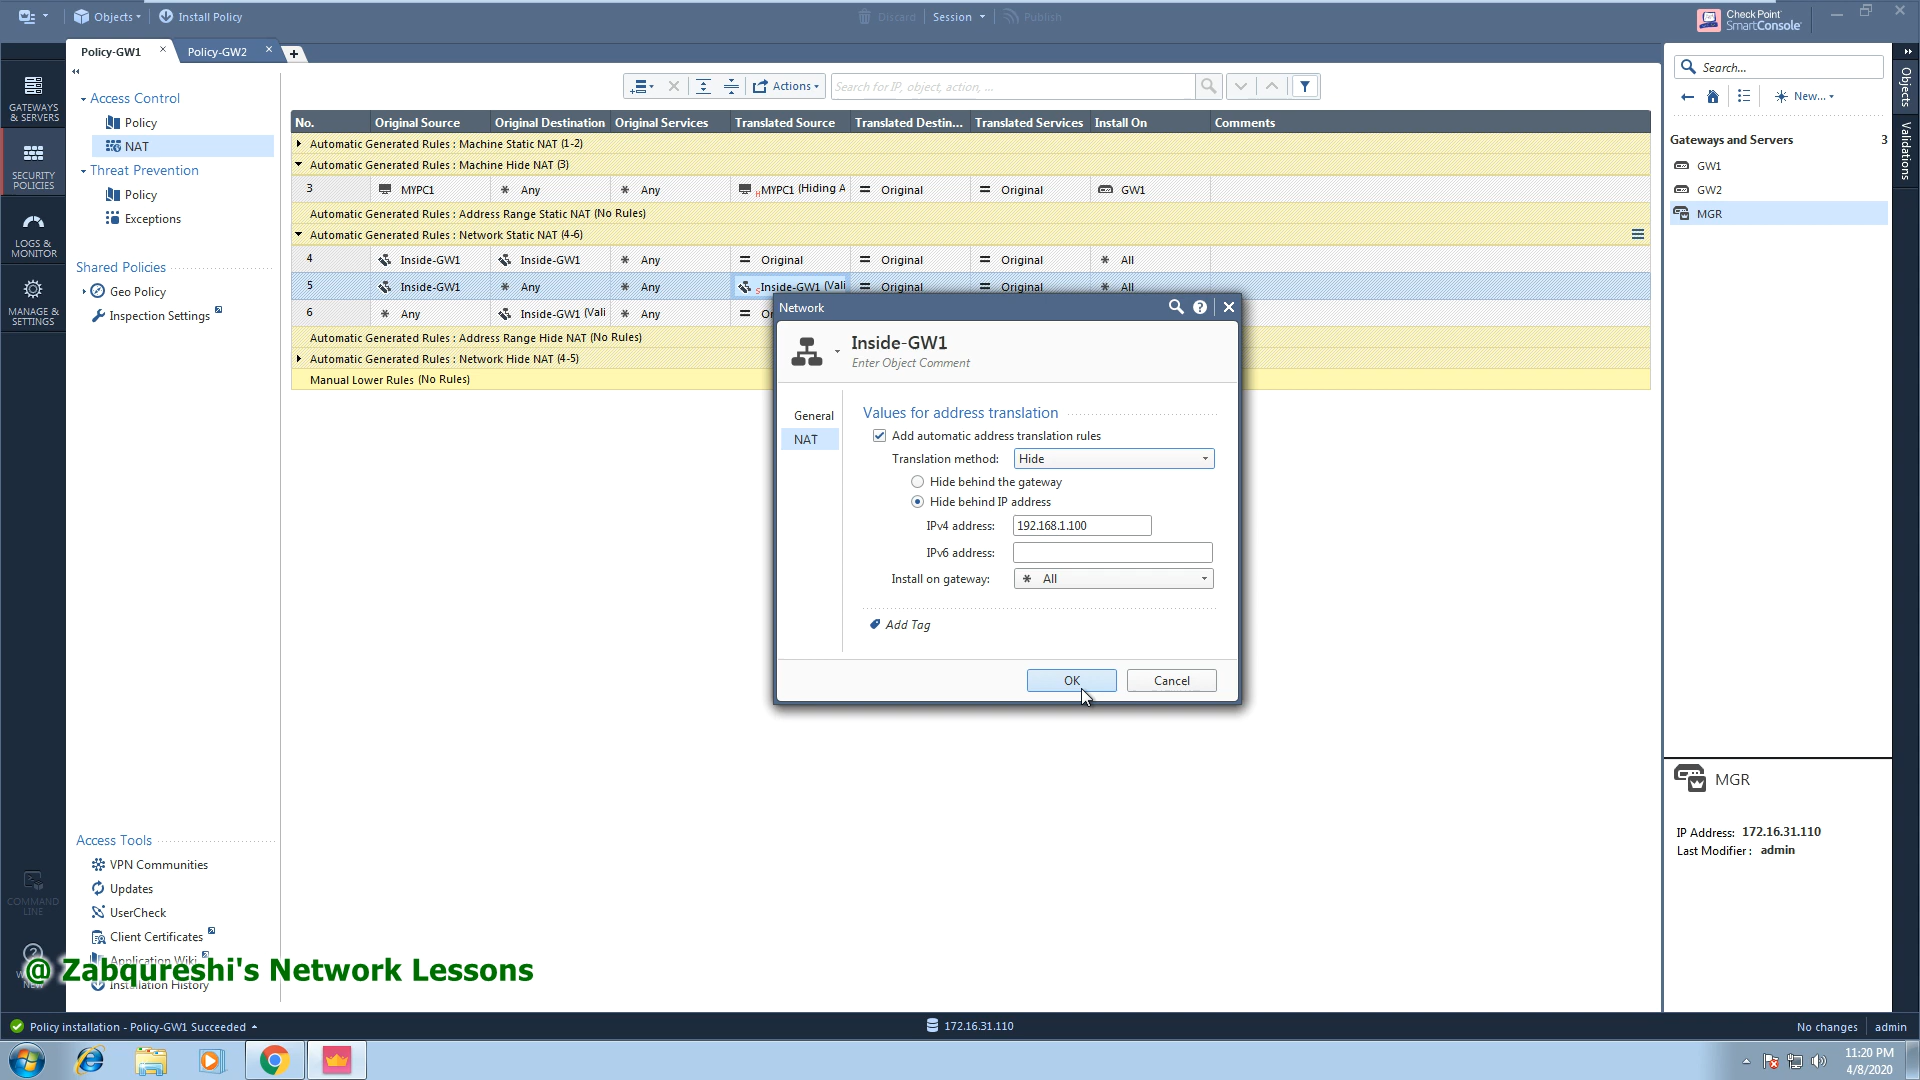 Objects
Install Policy
Discard
Session
Publish
Check Point
SmartConsole
Policy-GW1
Policy-GW2
Actions
Search for IP, object, action, ...
Search...
Objects
Validations
New...
GATEWAYS
& SERVERS
SECURITY
POLICIES
LOGS &
MONITOR
MANAGE &
SETTINGS
COMMAND
LINE
Access Control
Policy
NAT
Threat Prevention
Policy
Exceptions
Shared Policies
Geo Policy
Inspection Settings
No. Original Source Original Destination Original Services Translated Source Translated Destin... Translated Services Install On Comments
Automatic Generated Rules : Machine Static NAT (1-2)
Automatic Generated Rules : Machine Hide NAT (3)
3 MYPC1 * Any * Any H MYPC1 (Hiding A = Original = Original GW1
Automatic Generated Rules : Address Range Static NAT (No Rules)
Automatic Generated Rules : Network Static NAT (4-6)
4 Inside-GW1 Inside-GW1 * Any = Original = Original = Original * All
5 Inside-GW1 * Any * Any S Inside-GW1 (Vali = Original = Original * All
6 * Any Inside-GW1 (Vali * Any = O
Automatic Generated Rules : Address Range Hide NAT (No Rules)
Automatic Generated Rules : Network Hide NAT (4-5)
Manual Lower Rules (No Rules)
Network
Inside-GW1
Enter Object Comment
General
NAT
Values for address translation
Add automatic address translation rules
Translation method: Hide
Hide behind the gateway
Hide behind IP address
IPv4 address: 192.168.1.100
IPv6 address:
Install on gateway: * All
Add Tag
OK
Cancel
Gateways and Servers 3
GW1
GW2
MGR
MGR
IP Address: 172.16.31.110
Last Modifier : admin
Access Tools
VPN Communities
Updates
UserCheck
Client Certificates
Application Wiki
Installation History
@ Zabqureshi's Network Lessons
Policy installation - Policy-GW1 Succeeded
172.16.31.110
No changes
admin
11:20 PM
4/8/2020